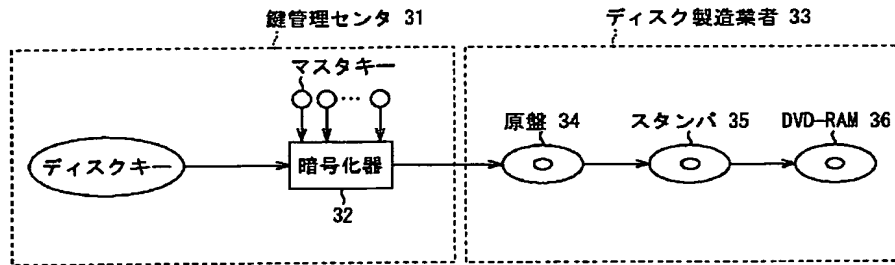 鍵管理センタ 31
ディスク製造業者 33
マスタキー
原盤 34
スタンパ 35
DVD-RAM 36
ディスクキー
暗号化器
32